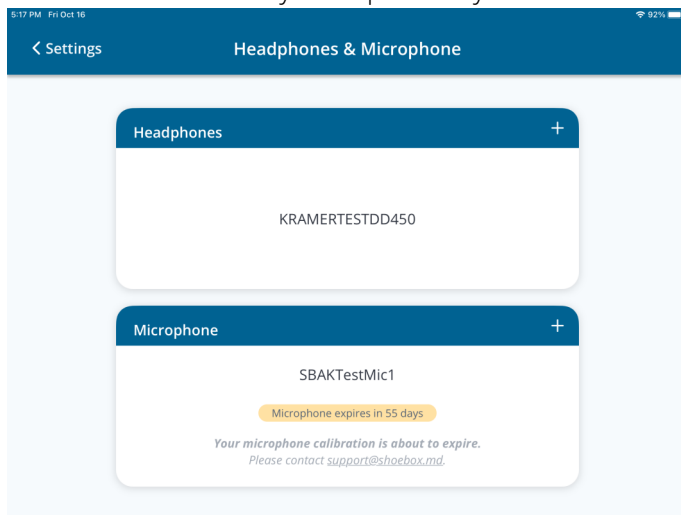 5:17 PM Fri Oct 16
92%
Settings
Headphones & Microphone
Headphones
+
KRAMERTESTDD450
Microphone
+
SBAKTestMic1
Microphone expires in 55 days
Your microphone calibration is about to expire.
Please contact support@shoebox.md.